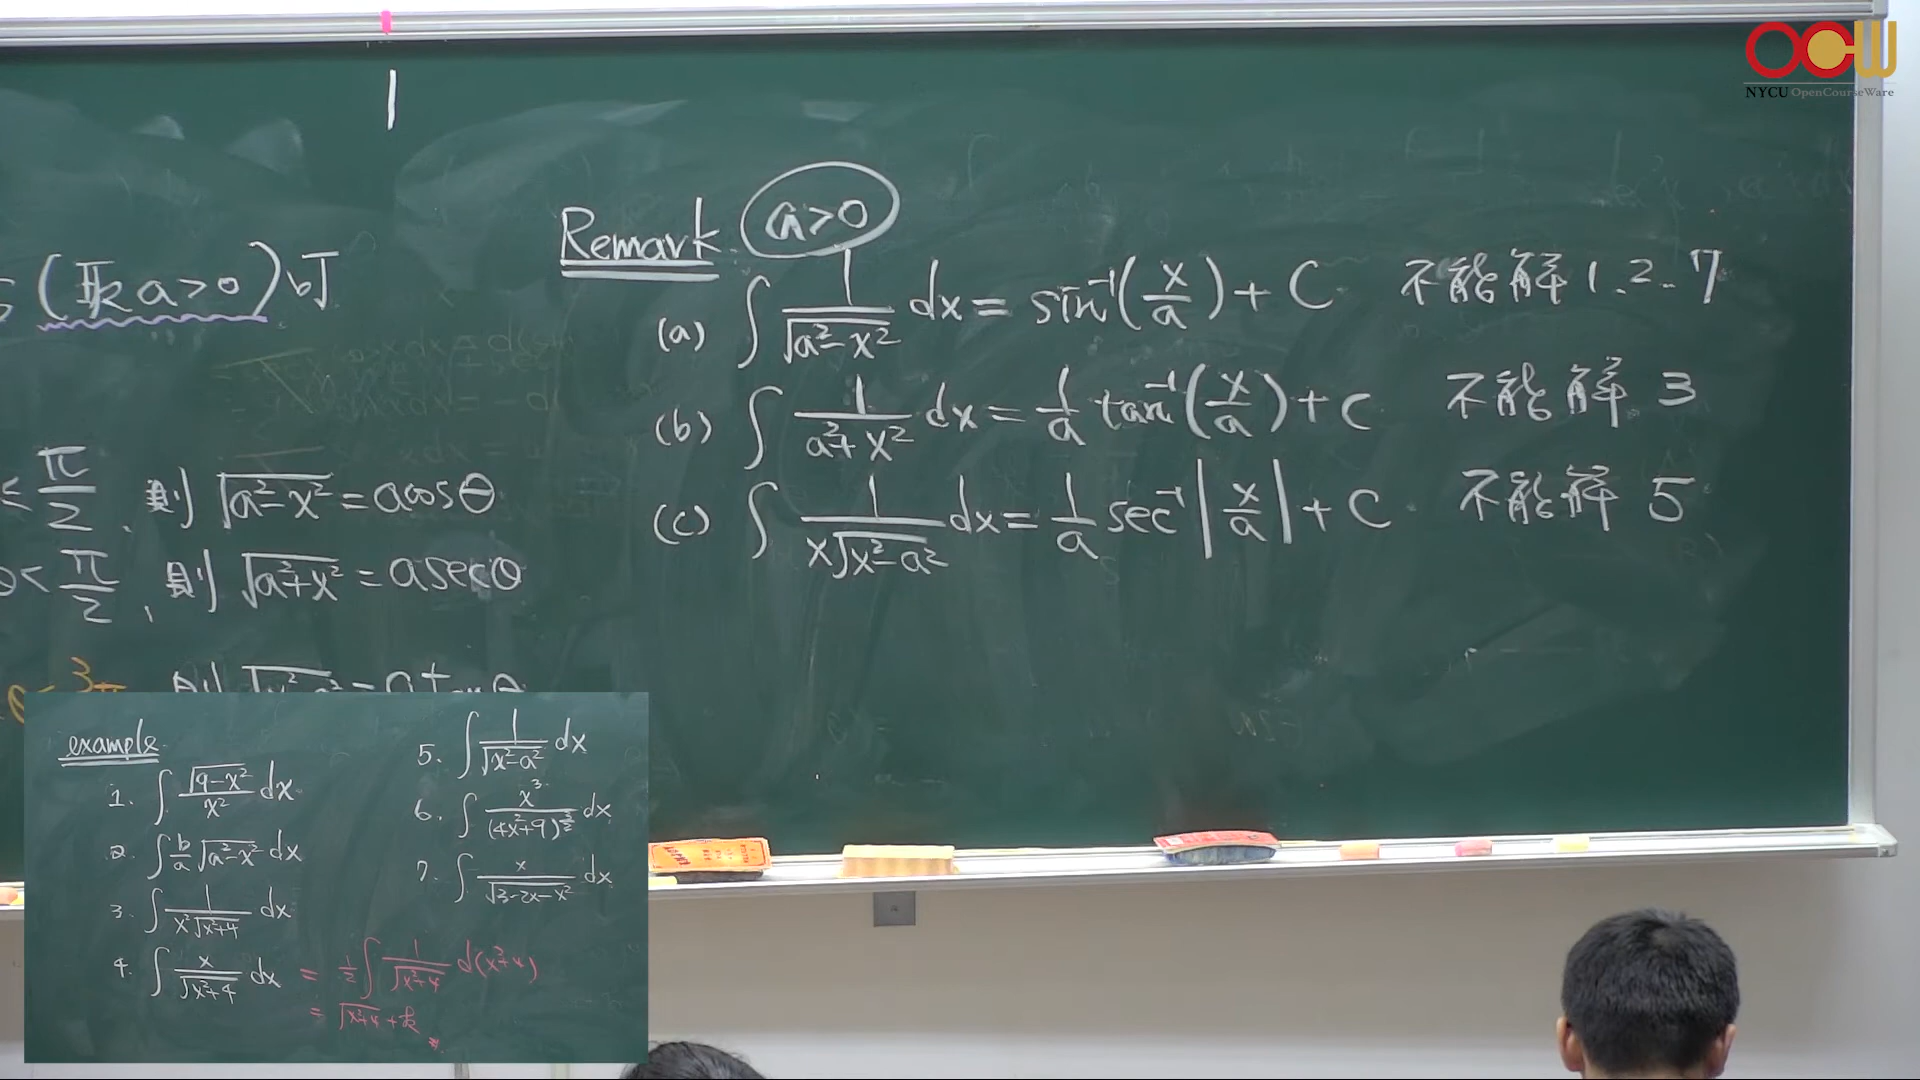 OCW
NYCU OpenCourseWare
(取 a>0) 時
π/2, 則 √(a²-x²) = a cosθ
θ< π/2, 則 √(a²+x²) = a secθ
Remark a>0
(a) ∫ 1/√(a²-x²) dx = sin⁻¹(x/a) + C 不能解 1. 2. 7
(b) ∫ 1/(a²+x²) dx = 1/a tan⁻¹(x/a) + C 不能解 3
(c) ∫ 1/(x√(x²-a²)) dx = 1/a sec⁻¹|x/a| + C 不能解 5
example
1. ∫ √(9-x²)/x² dx
2. ∫ b/a √(a²-x²) dx
3. ∫ 1/(x²√(x²+4)) dx
4. ∫ x/√(x²+4) dx = 1/2 ∫ 1/√(x²+4) d(x²+4)
= √(x²+4) + k
5. ∫ 1/√(x²-a²) dx
6. ∫ x³/(4x²+9)^(3/2) dx
7. ∫ x/√(3-2x-x²) dx